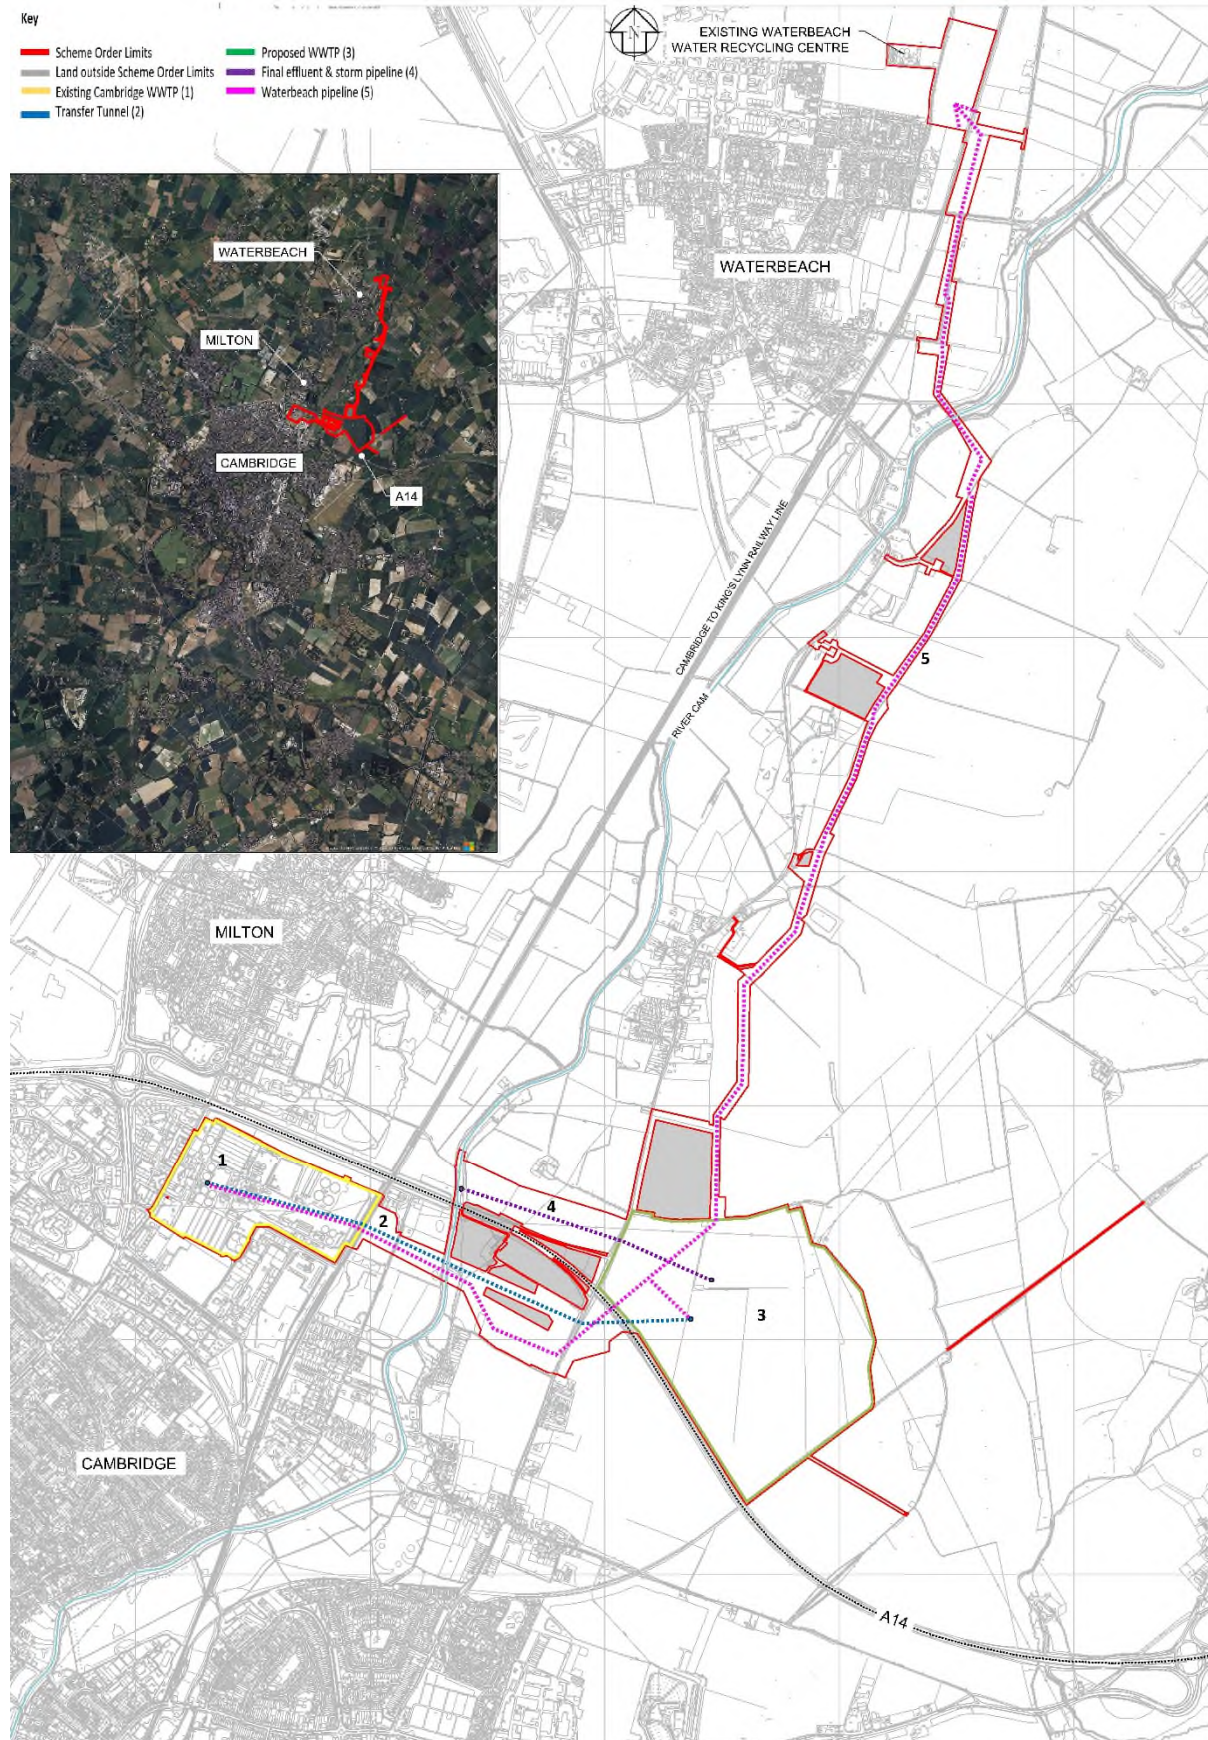 Key
Scheme Order Limits
Land outside Scheme Order Limits
Existing Cambridge WWTP (1)
Transfer Tunnel (2)
Proposed WWTP (3)
Final effluent & storm pipeline (4)
Waterbeach pipeline (5)
N
EXISTING WATERBEACH
WATER RECYCLING CENTRE
WATERBEACH
MILTON
CAMBRIDGE
A14
WATERBEACH
CAMBRIDGE TO KING'S LYNN RAILWAY LINE
RIVER CAM
5
MILTON
1
2
4
3
CAMBRIDGE
A14